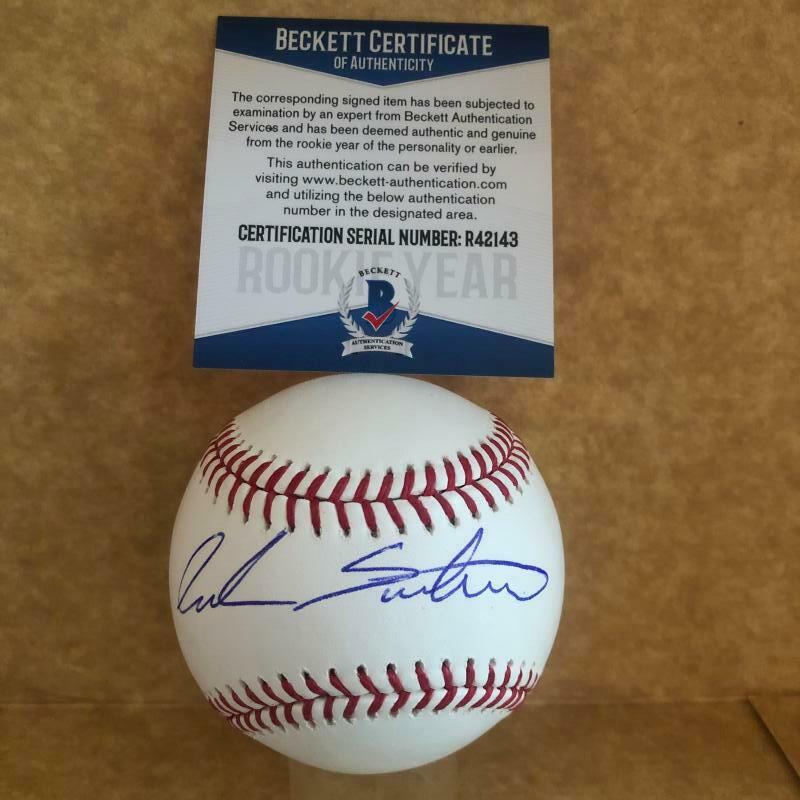 BECKETT CERTIFICATE
OF AUTHENTICITY
The corresponding signed item has been subjected to
examination by an expert from Beckett Authentication
Services and has been deemed authentic and genuine
from the rookie year of the personality or earlier.
This authentication can be verified by
visiting www.beckett-authentication.com
and utilizing the below authentication
number in the designated area.
CERTIFICATION SERIAL NUMBER: R42143
ROOKIE YEAR
BECKETT
B
AUTHENTICATION
SERVICES